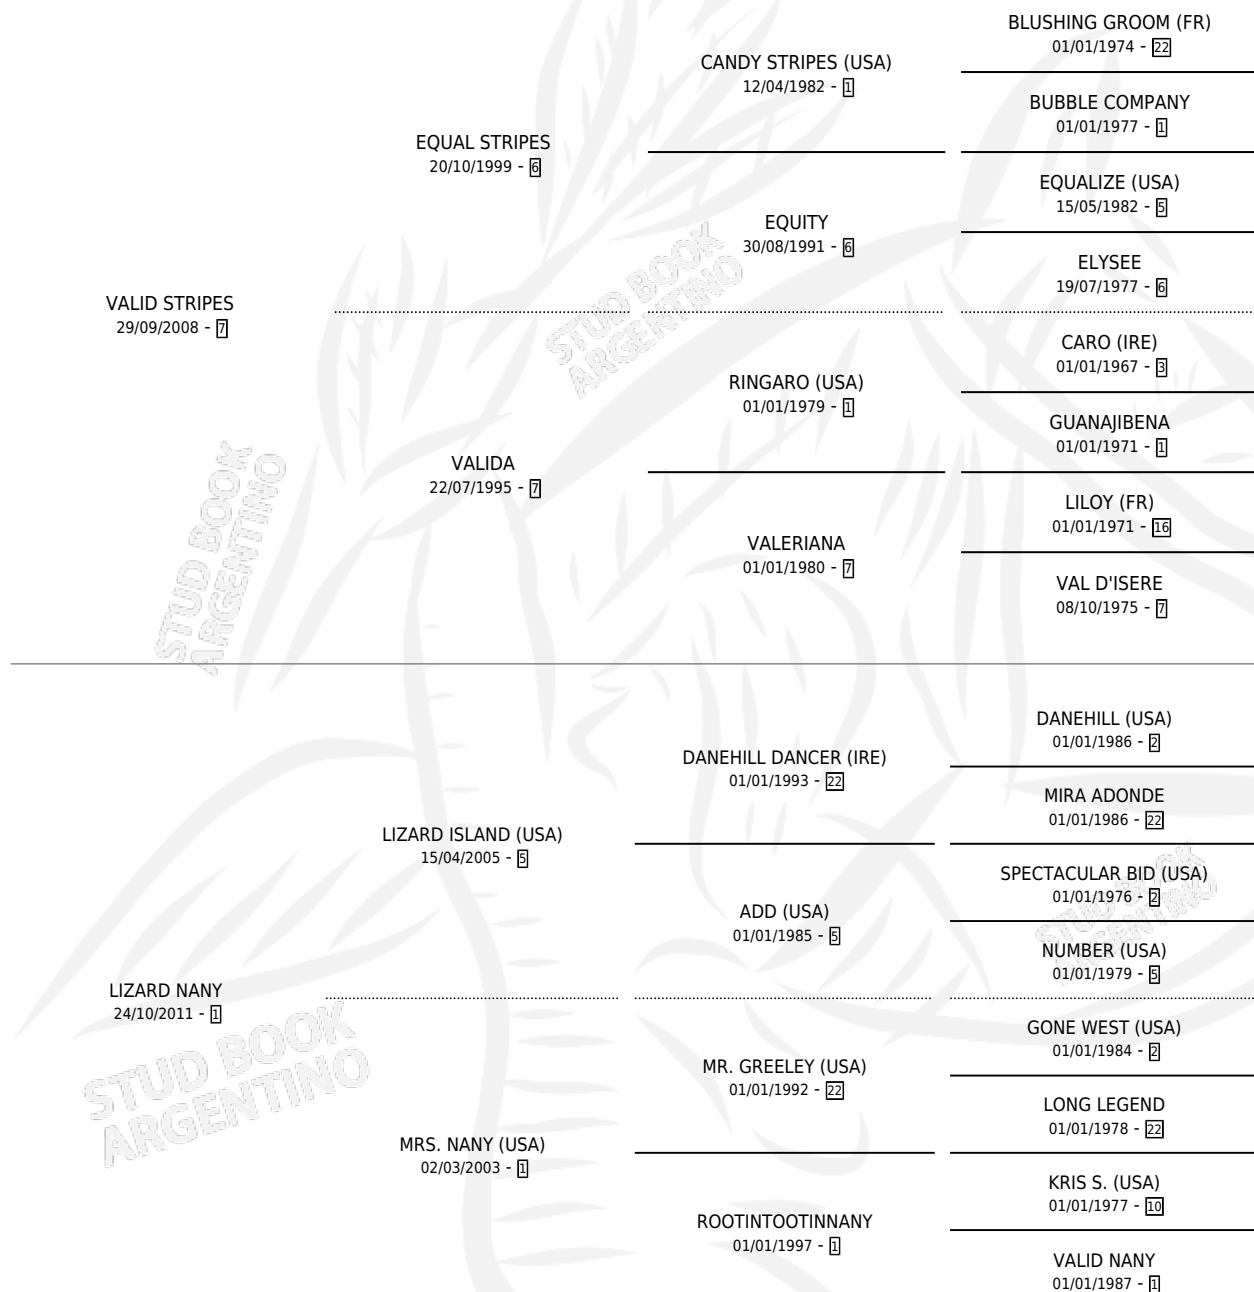 BLUSHING GROOM (FR)
01/01/1974 - 22
CANDY STRIPES (USA)
12/04/1982 - 1
BUBBLE COMPANY
01/01/1977 - 1
EQUAL STRIPES
20/10/1999 - 6
EQUALIZE (USA)
15/05/1982 - 5
EQUITY
30/08/1991 - 6
ELYSEE
19/07/1977 - 6
VALID STRIPES
29/09/2008 - 7
CARO (IRE)
01/01/1967 - 3
RINGARO (USA)
01/01/1979 - 1
GUANAJIBENA
01/01/1971 - 1
VALIDA
22/07/1995 - 7
LILOY (FR)
01/01/1971 - 16
VALERIANA
01/01/1980 - 7
VAL D'ISERE
08/10/1975 - 7
DANEHILL (USA)
01/01/1986 - 2
DANEHILL DANCER (IRE)
01/01/1993 - 22
MIRA ADONDE
01/01/1986 - 22
LIZARD ISLAND (USA)
15/04/2005 - 5
SPECTACULAR BID (USA)
01/01/1976 - 2
ADD (USA)
01/01/1985 - 5
NUMBER (USA)
01/01/1979 - 5
LIZARD NANY
24/10/2011 - 1
GONE WEST (USA)
01/01/1984 - 2
MR. GREELEY (USA)
01/01/1992 - 22
LONG LEGEND
01/01/1978 - 22
MRS. NANY (USA)
02/03/2003 - 1
KRIS S. (USA)
01/01/1977 - 10
ROOTINTOOTINNANY
01/01/1997 - 1
VALID NANY
01/01/1987 - 1
STUD BOOK
ARGENTINO
STUD BOOK
ARGENTINO
STUD BOOK
ARGENTINO
STUD BOOK
ARGENTINO